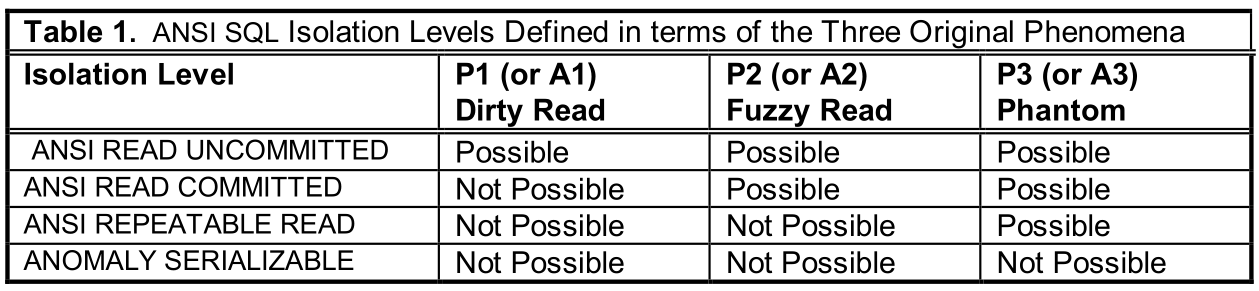 Table 1. ANSI SQL Isolation Levels Defined in terms of the Three Original Phenomena
Isolation Level P1 (or A1) Dirty Read P2 (or A2) Fuzzy Read P3 (or A3) Phantom
ANSI READ UNCOMMITTED Possible Possible Possible
ANSI READ COMMITTED Not Possible Possible Possible
ANSI REPEATABLE READ Not Possible Not Possible Possible
ANOMALY SERIALIZABLE Not Possible Not Possible Not Possible